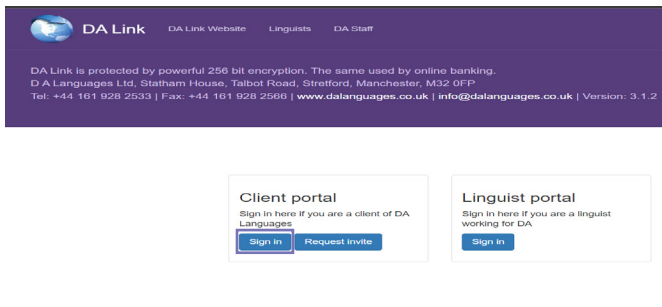 DA Link DA Link Website Linguists DA Staff
DA Link is protected by powerful 256 bit encryption. The same used by online banking.
D A Languages Ltd, Statham House, Talbot Road, Stretford, Manchester, M32 0FP
Tel: +44 161 928 2533 | Fax: +44 161 928 2566 | www.dalanguages.co.uk | info@dalanguages.co.uk | Version: 3.1.2
Client portal
Sign in here if you are a client of DA
Languages
Sign in Request invite
Linguist portal
Sign in here if you are a linguist
working for DA
Sign in